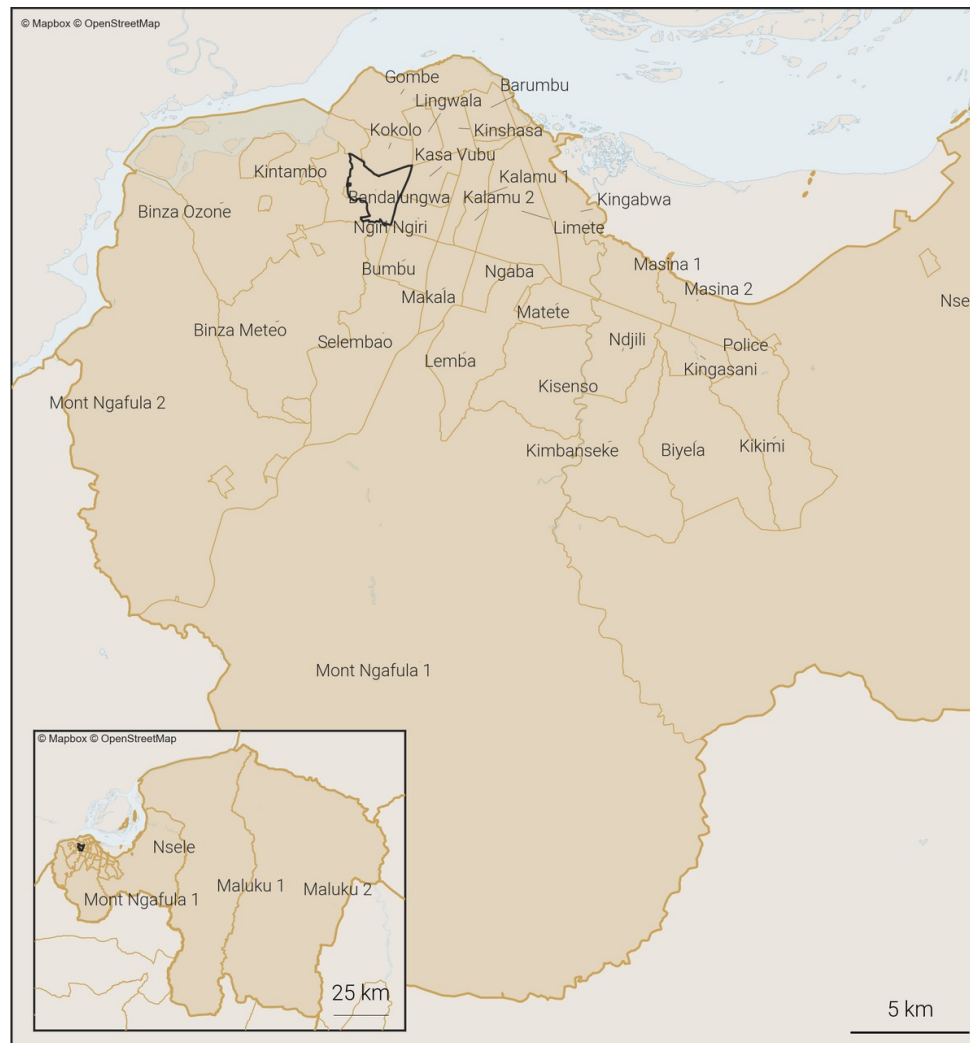 © Mapbox © OpenStreetMap
Gombe
Barumbu
Lingwala
Kokolo
Kinshasa
Kasa Vubu
Kintambo
Kalamu 1
Bandalungwa
Kalamu 2
Kingabwa
Binza Ozone
Ngiri Ngiri
Limete
Masina 1
Bumbu
Ngaba
Masina 2
Makala
Nse
Matete
Binza Meteo
Selembao
Ndjili
Police
Lemba
Kingasani
Kisenso
Mont Ngafula 2
Kimbanseke
Biyela
Kikimi
Mont Ngafula 1
© Mapbox © OpenStreetMap
Nsele
Maluku 1
Maluku 2
Mont Ngafula 1
25 km
5 km